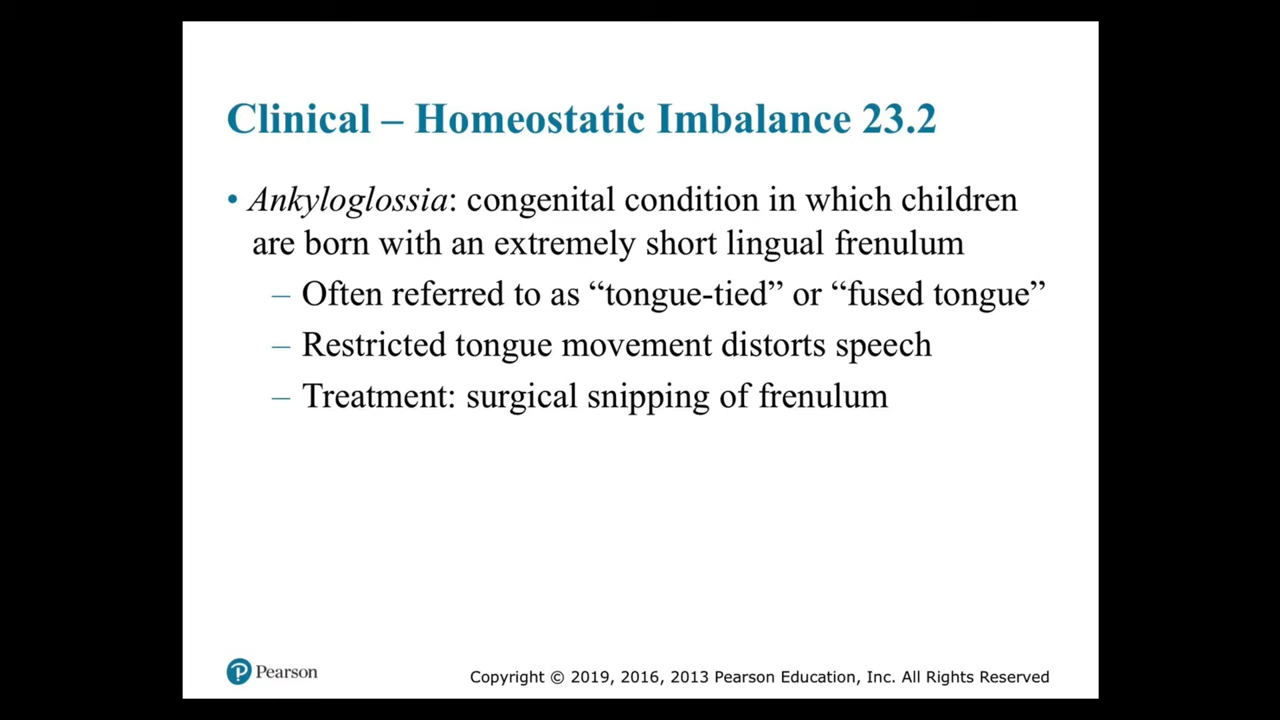 Clinical – Homeostatic Imbalance 23.2
• Ankyloglossia: congenital condition in which children
are born with an extremely short lingual frenulum
– Often referred to as “tongue-tied” or “fused tongue”
– Restricted tongue movement distorts speech
– Treatment: surgical snipping of frenulum
P Pearson
Copyright © 2019, 2016, 2013 Pearson Education, Inc. All Rights Reserved